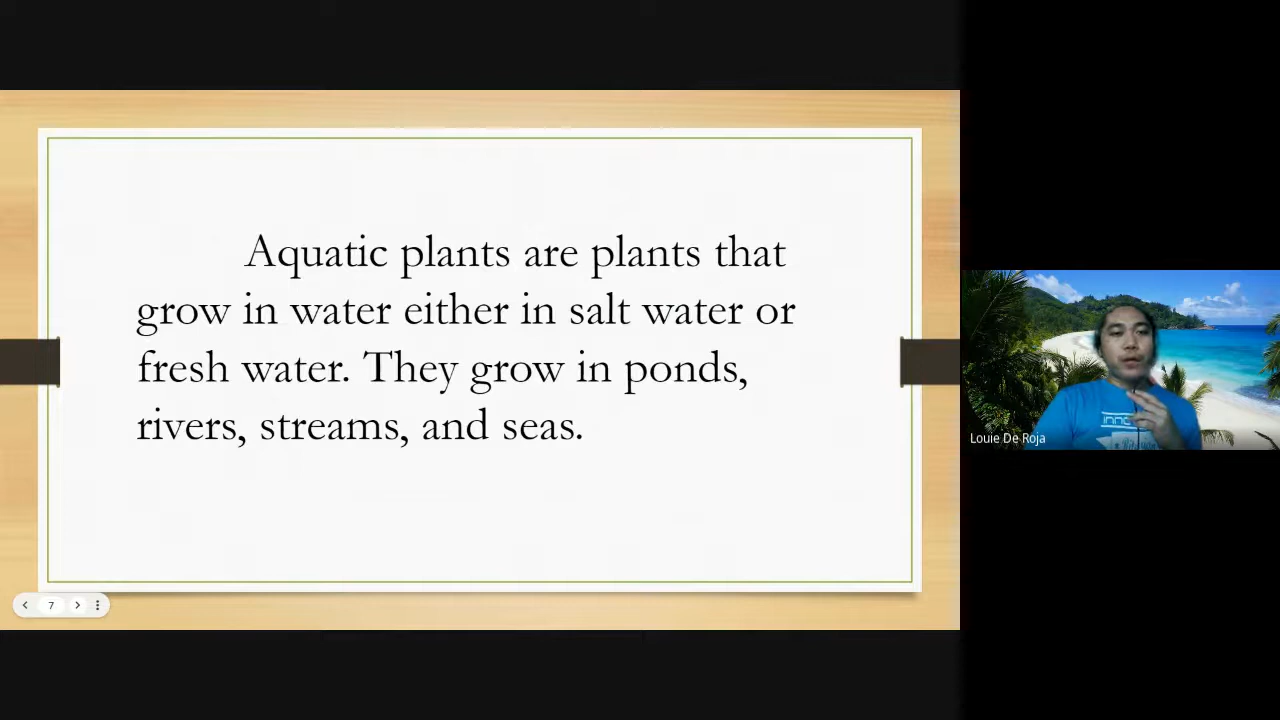 Aquatic plants are plants that
grow in water either in salt water or
fresh water. They grow in ponds,
rivers, streams, and seas.
Louie De Roja
7